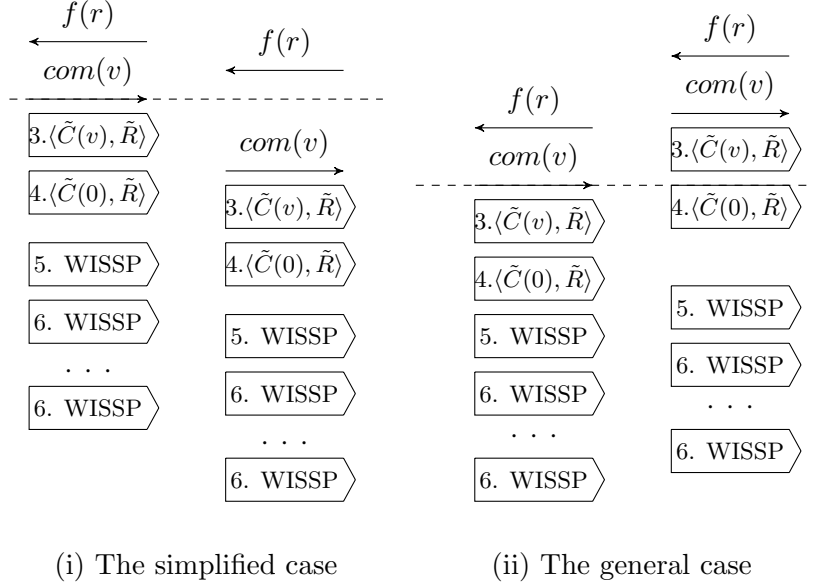 f(r)
com(v)
3.⟨C̃(v), R̃⟩
4.⟨C̃(0), R̃⟩
5. WISSP
6. WISSP
. . .
6. WISSP
f(r)
com(v)
3.⟨C̃(v), R̃⟩
4.⟨C̃(0), R̃⟩
5. WISSP
6. WISSP
. . .
6. WISSP
(i) The simplified case
f(r)
com(v)
3.⟨C̃(v), R̃⟩
4.⟨C̃(0), R̃⟩
5. WISSP
6. WISSP
. . .
6. WISSP
f(r)
com(v)
3.⟨C̃(v), R̃⟩
4.⟨C̃(0), R̃⟩
5. WISSP
6. WISSP
. . .
6. WISSP
(ii) The general case